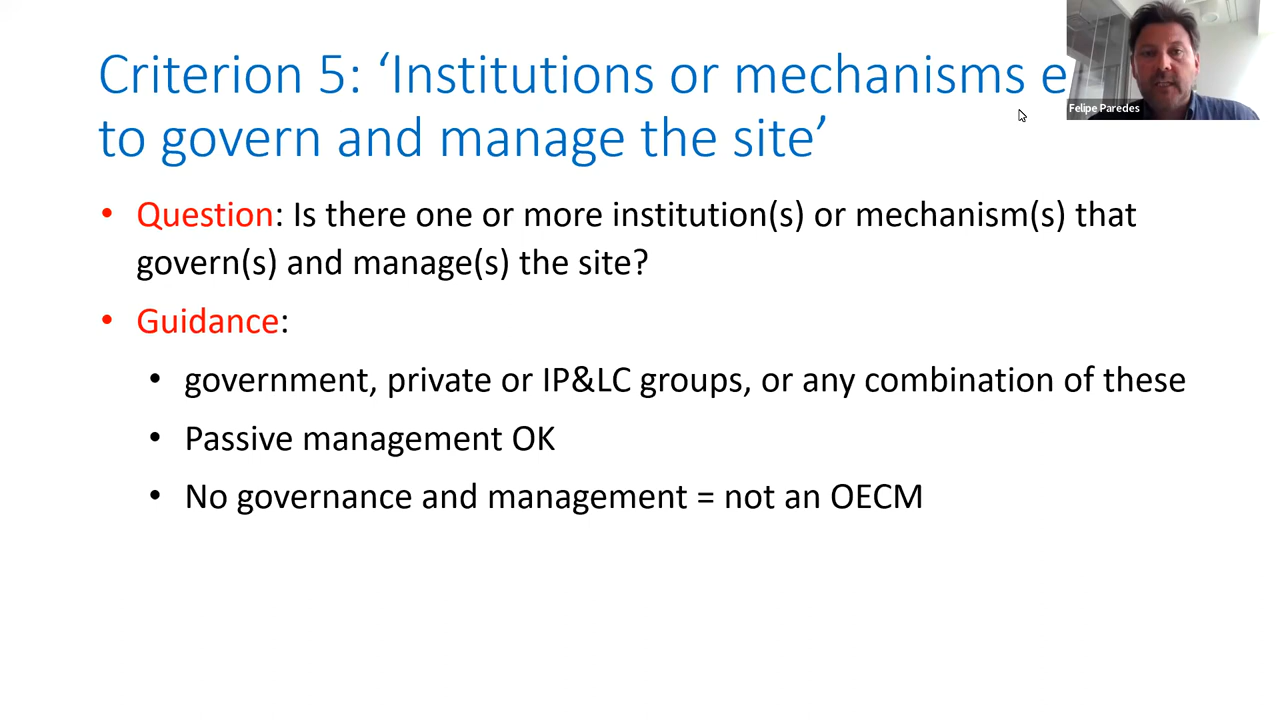 Criterion 5: ‘Institutions or mechanisms e
to govern and manage the site’
Felipe Paredes
• Question: Is there one or more institution(s) or mechanism(s) that
govern(s) and manage(s) the site?
• Guidance:
• government, private or IP&LC groups, or any combination of these
• Passive management OK
• No governance and management = not an OECM